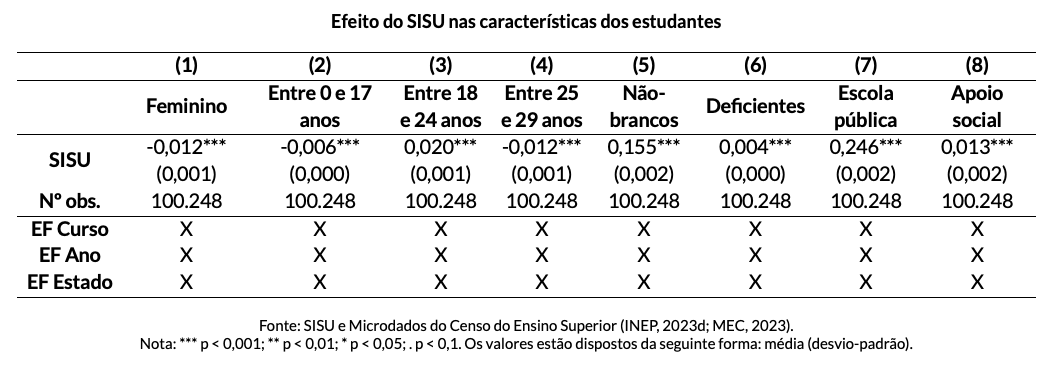 Efeito do SISU nas características dos estudantes
(1) (2) (3) (4) (5) (6) (7) (8)
Feminino Entre 0 e 17 anos Entre 18 e 24 anos Entre 25 e 29 anos Não-brancos Deficientes Escola pública Apoio social
SISU -0,012*** -0,006*** 0,020*** -0,012*** 0,155*** 0,004*** 0,246*** 0,013***
(0,001) (0,000) (0,001) (0,001) (0,002) (0,000) (0,002) (0,002)
Nº obs. 100.248 100.248 100.248 100.248 100.248 100.248 100.248 100.248
EF Curso X X X X X X X X
EF Ano X X X X X X X X
EF Estado X X X X X X X X
Fonte: SISU e Microdados do Censo do Ensino Superior (INEP, 2023d; MEC, 2023).
Nota: *** p < 0,001; ** p < 0,01; * p < 0,05; . p < 0,1. Os valores estão dispostos da seguinte forma: média (desvio-padrão).